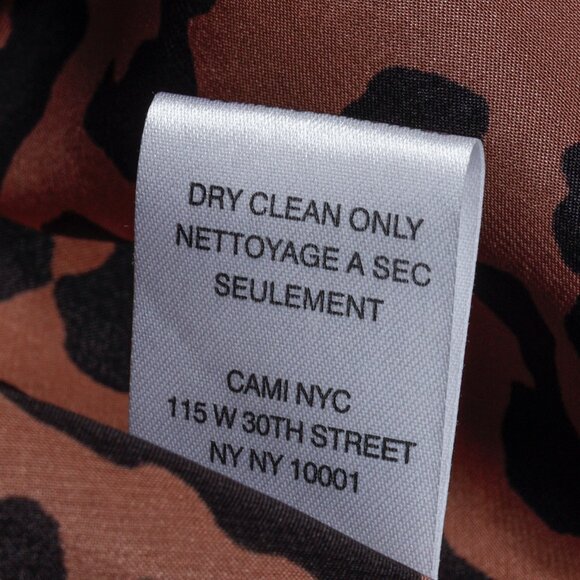 DRY CLEAN ONLY
NETTOYAGE A SEC
SEULEMENT
CAMI NYC
115 W 30TH STREET
NY NY 10001